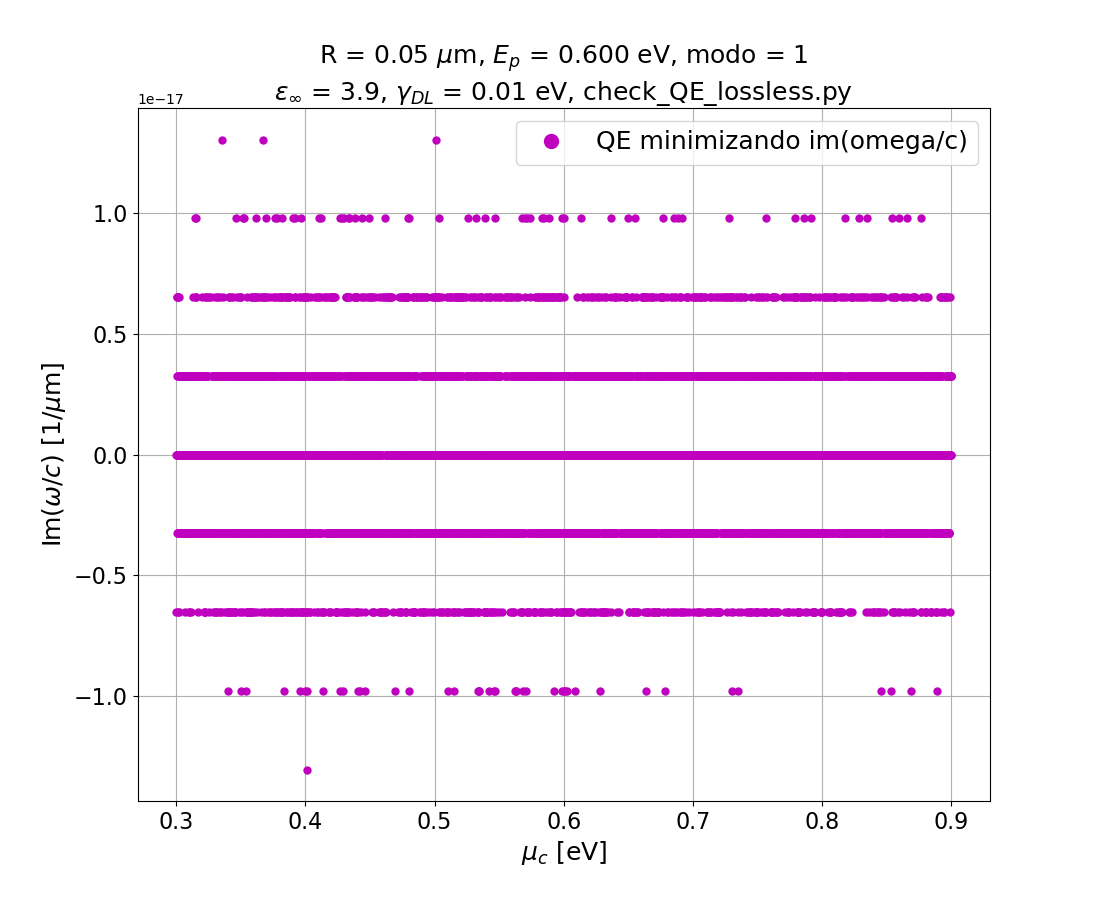 R = 0.05 μm, E_p = 0.600 eV, modo = 1
ε_∞ = 3.9, γ_DL = 0.01 eV, check_QE_lossless.py
1e−17
QE minimizando im(omega/c)
1.0
0.5
0.0
−0.5
−1.0
Im(ω/c) [1/μm]
0.3 0.4 0.5 0.6 0.7 0.8 0.9
μ_c [eV]